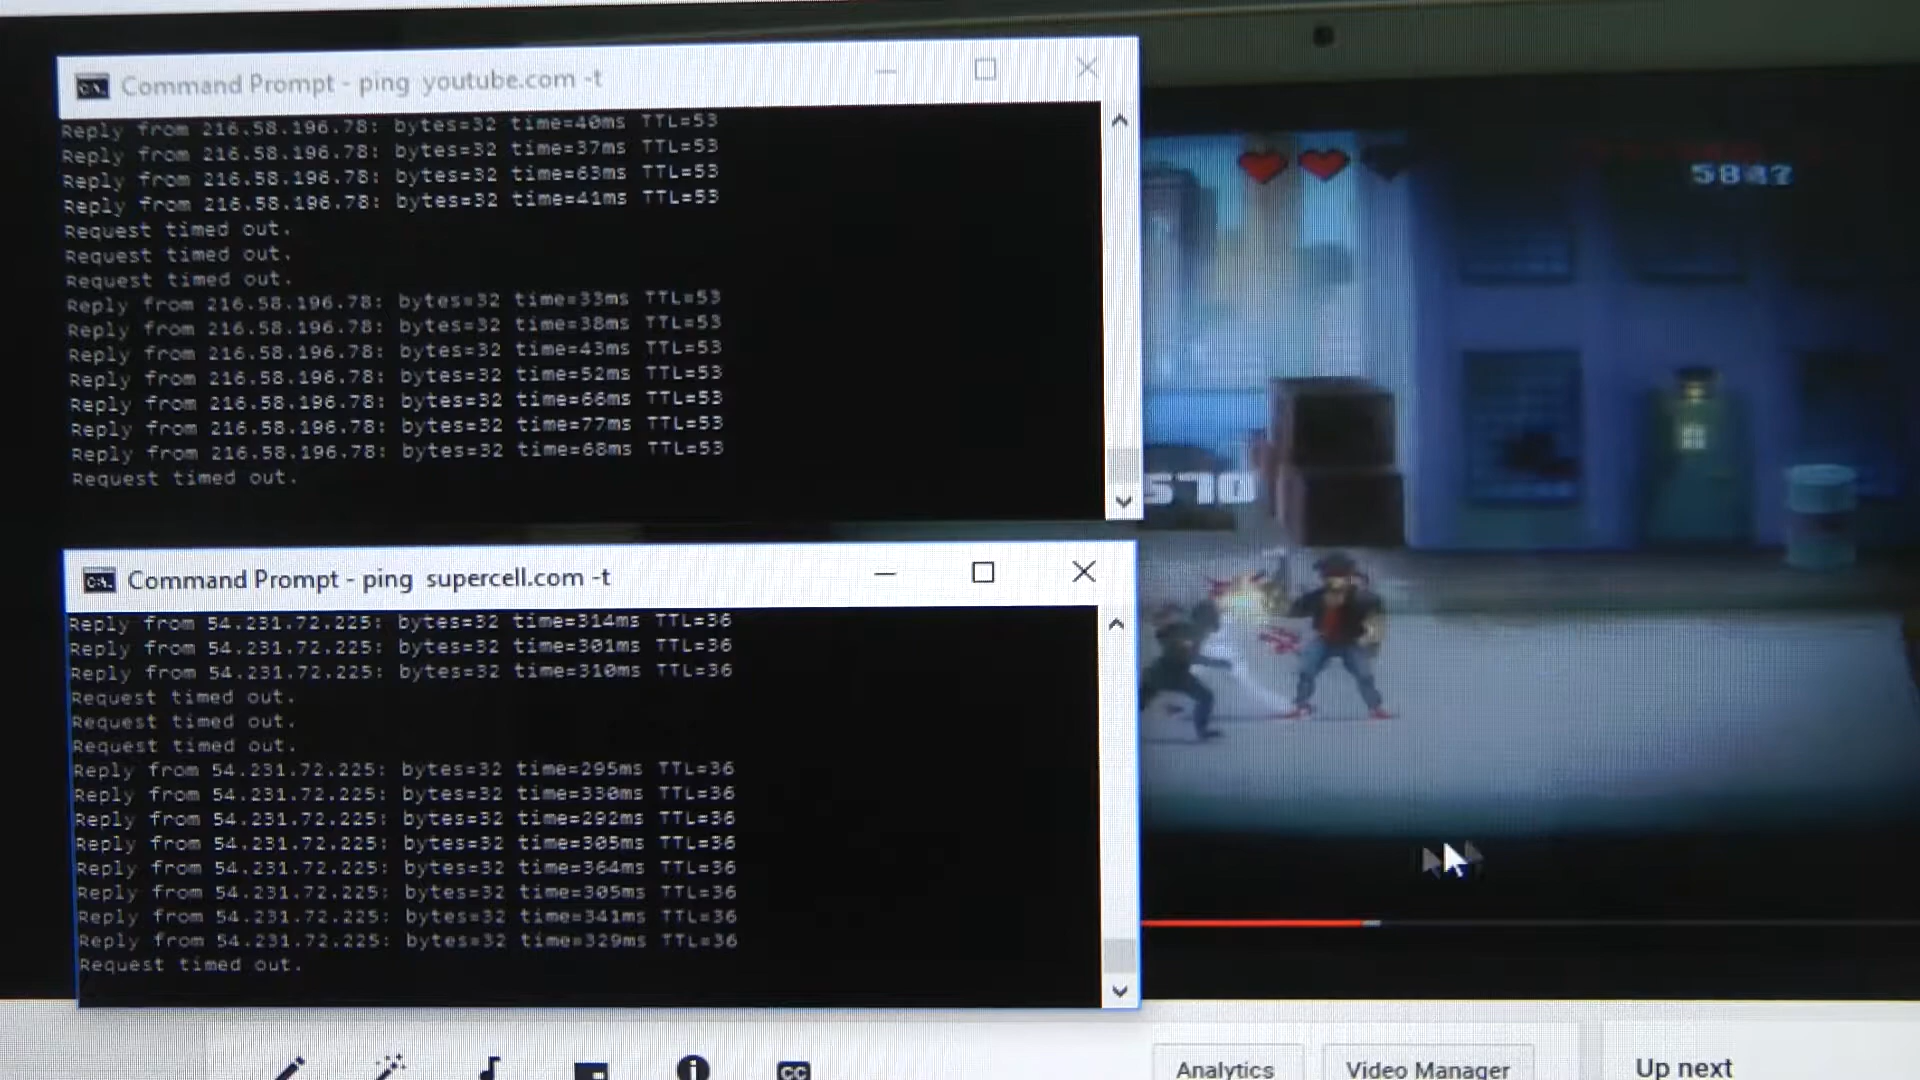 Command Prompt - ping youtube.com -t
Reply from 216.58.196.78: bytes=32 time=40ms TTL=53
Reply from 216.58.196.78: bytes=32 time=37ms TTL=53
Reply from 216.58.196.78: bytes=32 time=63ms TTL=53
Reply from 216.58.196.78: bytes=32 time=41ms TTL=53
Request timed out.
Request timed out.
Request timed out.
Reply from 216.58.196.78: bytes=32 time=33ms TTL=53
Reply from 216.58.196.78: bytes=32 time=38ms TTL=53
Reply from 216.58.196.78: bytes=32 time=43ms TTL=53
Reply from 216.58.196.78: bytes=32 time=52ms TTL=53
Reply from 216.58.196.78: bytes=32 time=66ms TTL=53
Reply from 216.58.196.78: bytes=32 time=77ms TTL=53
Reply from 216.58.196.78: bytes=32 time=68ms TTL=53
Request timed out.
570
Command Prompt - ping supercell.com -t
Reply from 54.231.72.225: bytes=32 time=314ms TTL=36
Reply from 54.231.72.225: bytes=32 time=301ms TTL=36
Reply from 54.231.72.225: bytes=32 time=310ms TTL=36
Request timed out.
Request timed out.
Request timed out.
Reply from 54.231.72.225: bytes=32 time=295ms TTL=36
Reply from 54.231.72.225: bytes=32 time=330ms TTL=36
Reply from 54.231.72.225: bytes=32 time=292ms TTL=36
Reply from 54.231.72.225: bytes=32 time=305ms TTL=36
Reply from 54.231.72.225: bytes=32 time=364ms TTL=36
Reply from 54.231.72.225: bytes=32 time=305ms TTL=36
Reply from 54.231.72.225: bytes=32 time=341ms TTL=36
Reply from 54.231.72.225: bytes=32 time=329ms TTL=36
Request timed out.
CC
Analytics
Video Manager
Up next